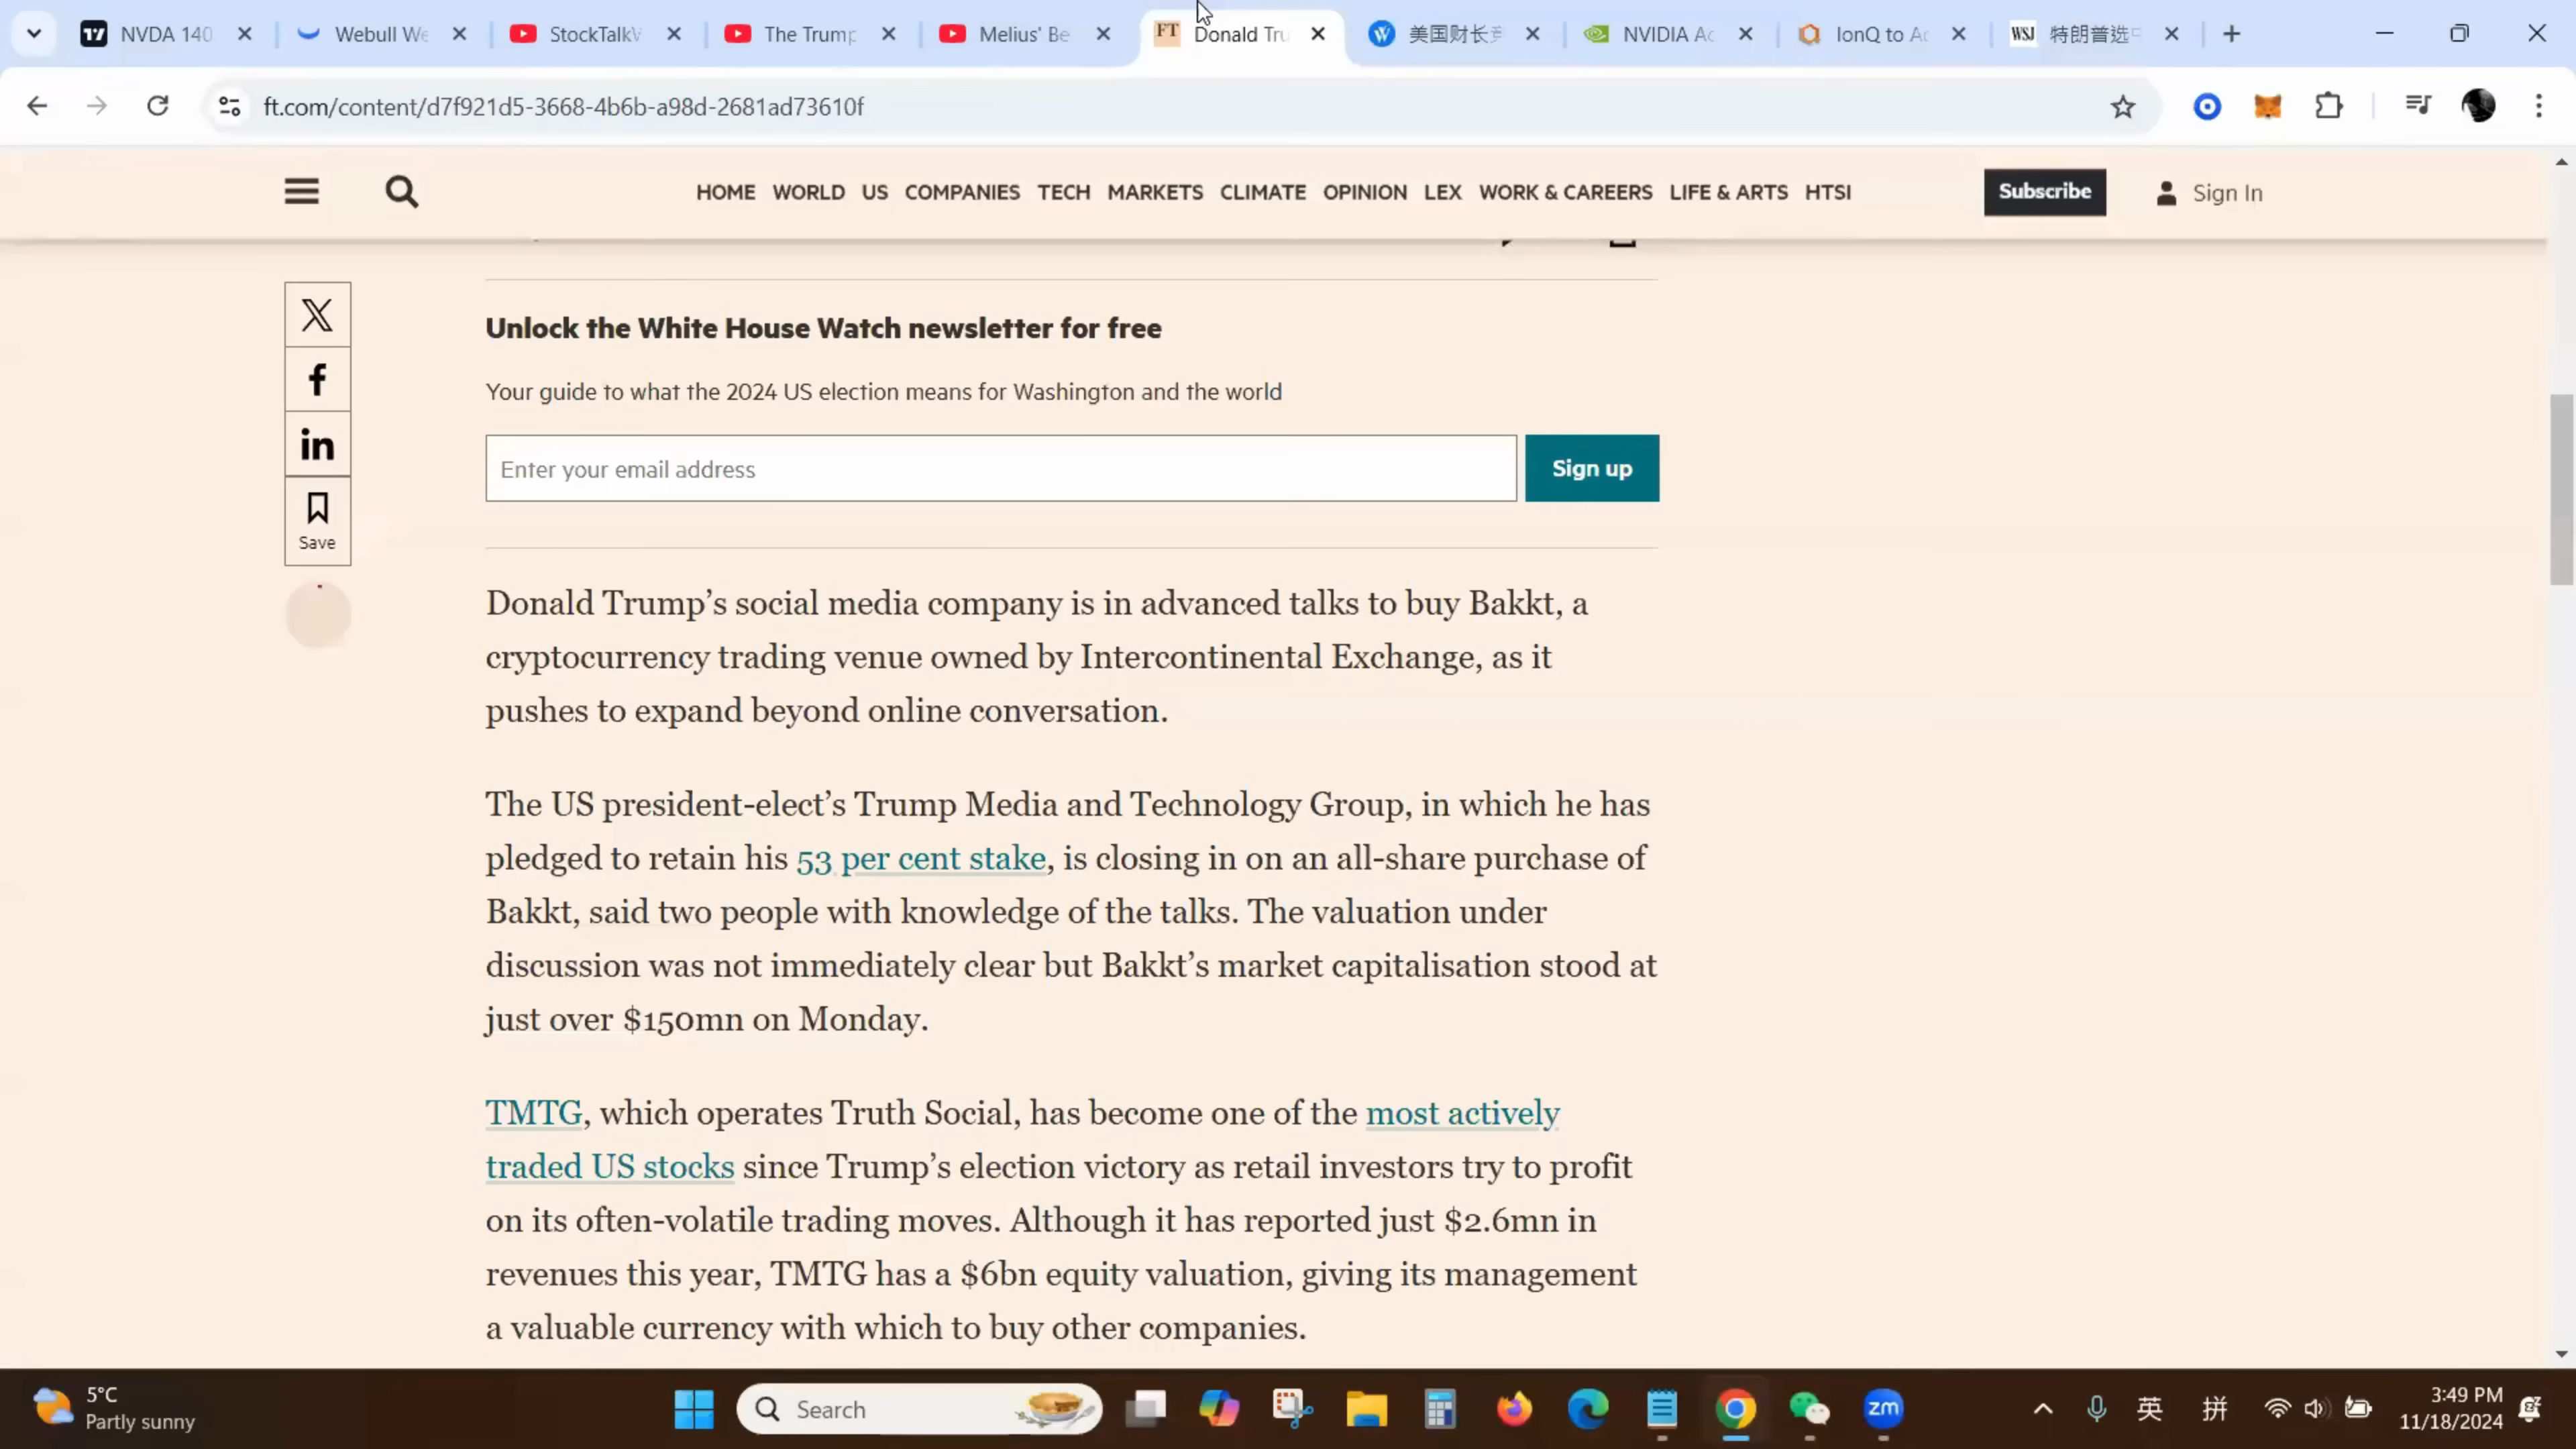 NVDA 140
Webull We
StockTalkW
The Trump
Melius' Be
FT
Donald Tru
美国财长竞
NVIDIA Ac
IonQ to Ac
WSJ
特朗普选中
ft.com/content/d7f921d5-3668-4b6b-a98d-2681ad73610f
HOME WORLD US COMPANIES TECH MARKETS CLIMATE OPINION LEX WORK & CAREERS LIFE & ARTS HTSI
Subscribe
Sign In
Unlock the White House Watch newsletter for free
Your guide to what the 2024 US election means for Washington and the world
Enter your email address
Sign up
Save
Donald Trump’s social media company is in advanced talks to buy Bakkt, a
cryptocurrency trading venue owned by Intercontinental Exchange, as it
pushes to expand beyond online conversation.
The US president-elect’s Trump Media and Technology Group, in which he has
pledged to retain his 53 per cent stake, is closing in on an all-share purchase of
Bakkt, said two people with knowledge of the talks. The valuation under
discussion was not immediately clear but Bakkt’s market capitalisation stood at
just over $150mn on Monday.
TMTG, which operates Truth Social, has become one of the most actively
traded US stocks since Trump’s election victory as retail investors try to profit
on its often-volatile trading moves. Although it has reported just $2.6mn in
revenues this year, TMTG has a $6bn equity valuation, giving its management
a valuable currency with which to buy other companies.
5°C
Partly sunny
Search
zm
英
拼
3:49 PM
11/18/2024